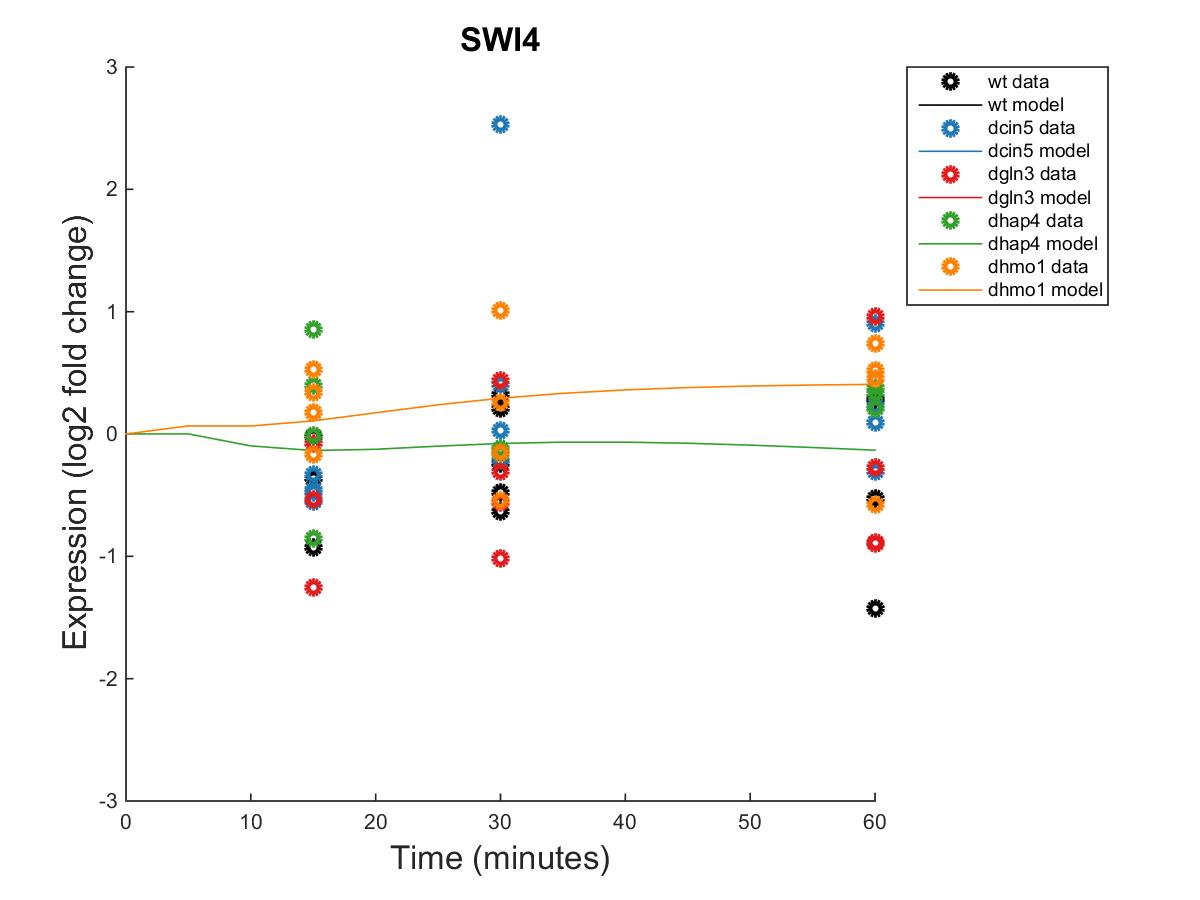 SWI4
Expression (log2 fold change)
3
2
1
0
-1
-2
-3
0 10 20 30 40 50 60
Time (minutes)
wt data
wt model
dcin5 data
dcin5 model
dgln3 data
dgln3 model
dhap4 data
dhap4 model
dhmo1 data
dhmo1 model